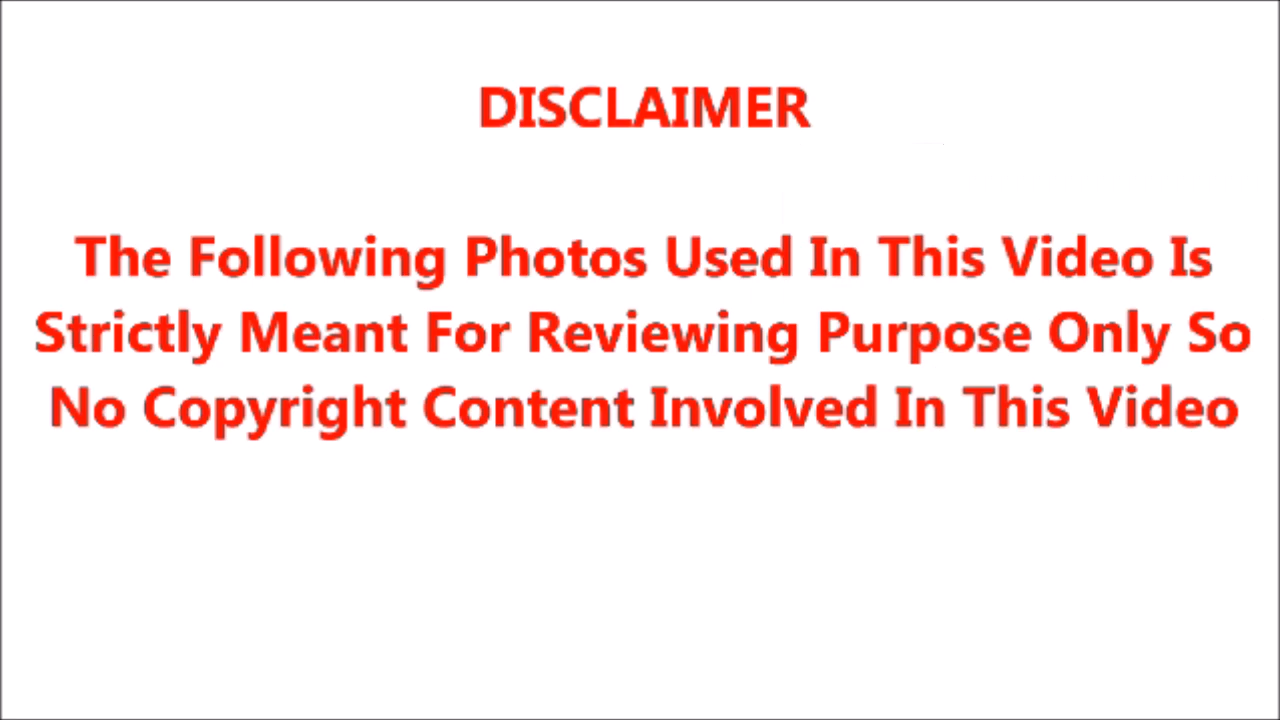 DISCLAIMER
The Following Photos Used In This Video Is
Strictly Meant For Reviewing Purpose Only So
No Copyright Content Involved In This Video